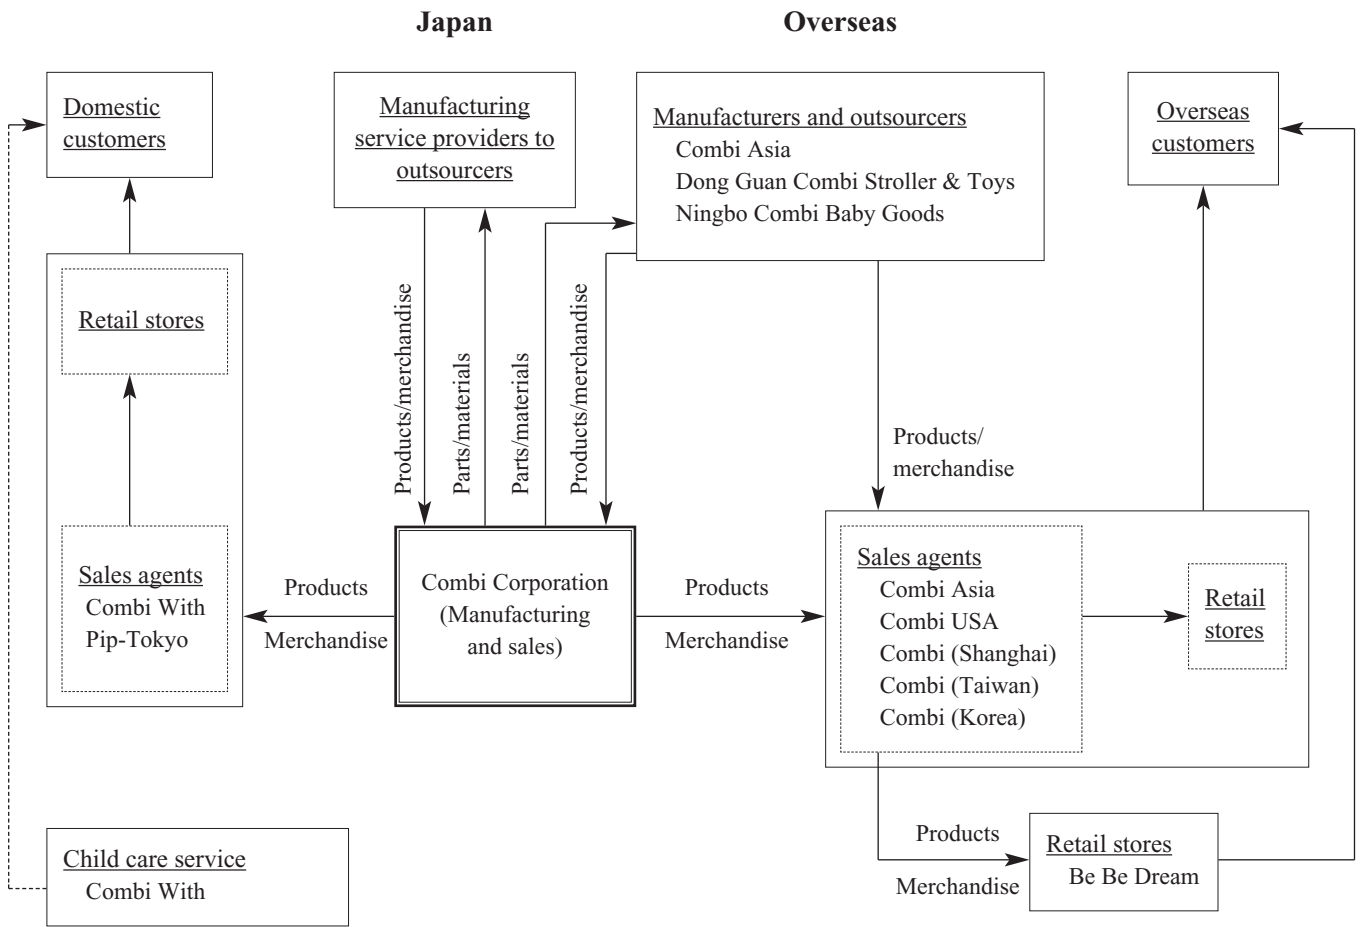 Japan
Overseas
Domestic
customers
Manufacturing
service providers to
outsourcers
Manufacturers and outsourcers
Combi Asia
Dong Guan Combi Stroller & Toys
Ningbo Combi Baby Goods
Overseas
customers
Retail stores
Products/merchandise
Parts/materials
Parts/materials
Products/merchandise
Products/
merchandise
Sales agents
Combi With
Pip-Tokyo
Products
Merchandise
Combi Corporation
(Manufacturing
and sales)
Products
Merchandise
Sales agents
Combi Asia
Combi USA
Combi (Shanghai)
Combi (Taiwan)
Combi (Korea)
Retail
stores
Child care service
Combi With
Products
Merchandise
Retail stores
Be Be Dream